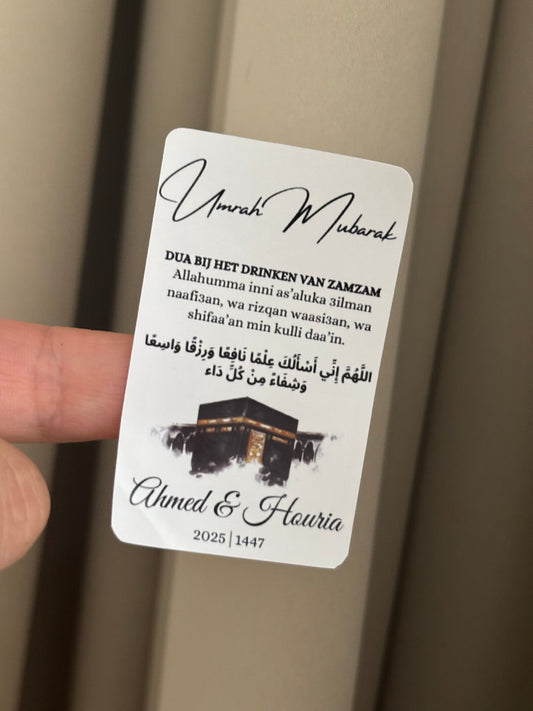 Umrah Mubarak
DUA BIJ HET DRINKEN VAN ZAMZAM
Allahumma inni as'aluka 3ilman
naafi3an, wa rizqan waasi3an, wa
shifaa'an min kulli daa'in.
اللَّهُمَّ إِنِّي أَسْأَلُكَ عِلْمًا نَافِعًا وَرِزْقًا وَاسِعًا
وَشِفَاءً مِنْ كُلِّ دَاء
Ahmed & Houria
2025 | 1447